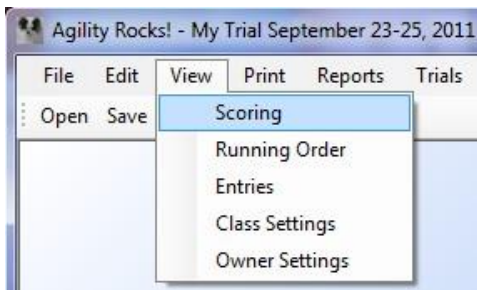 Agility Rocks! - My Trial September 23-25, 2011
File Edit View Print Reports Trials
Open Save
Scoring
Running Order
Entries
Class Settings
Owner Settings